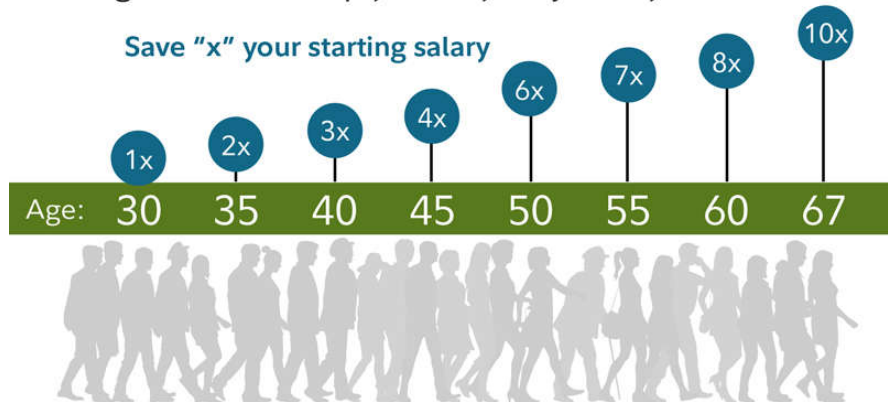 Save "x" your starting salary
1x 2x 3x 4x 6x 7x 8x 10x
Age: 30 35 40 45 50 55 60 67